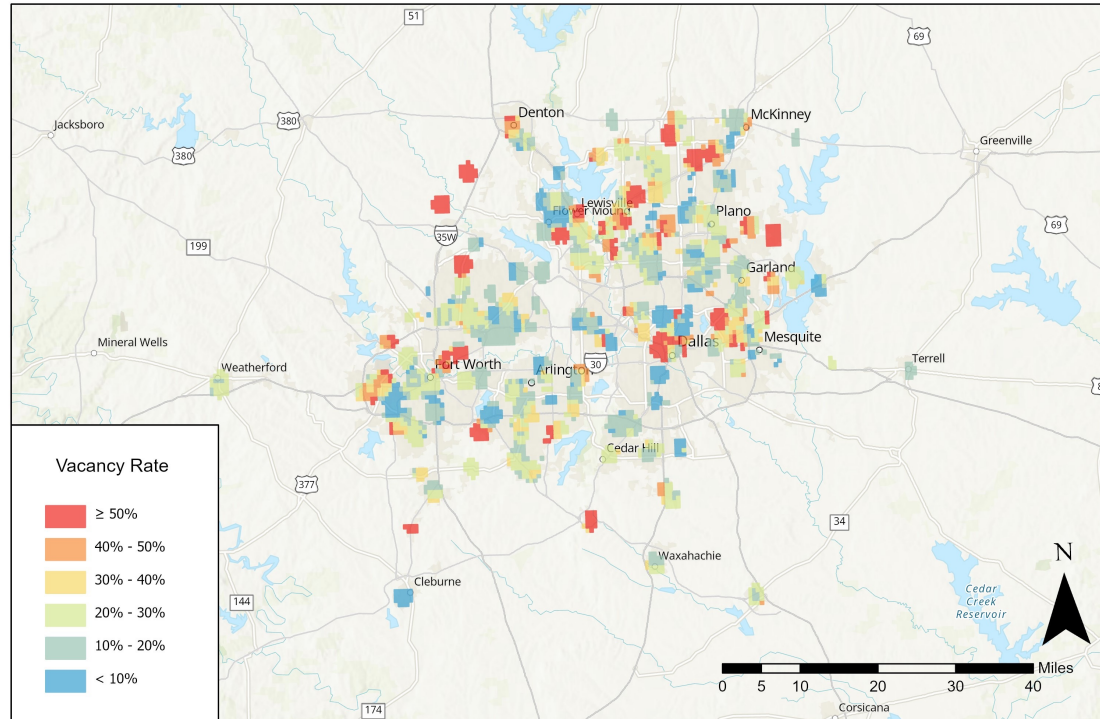 51
69
Denton
McKinney
Jacksboro
380
380
Greenville
Lewisville
Flower Mound
Plano
69
35W
199
Garland
Mineral Wells
Dallas
Mesquite
Weatherford
Fort Worth
Arlington
30
Terrell
8
Cedar Hill
377
34
Waxahachie
Cleburne
144
Cedar
Creek
Reservoir
174
Corsicana
Vacancy Rate
≥ 50%
40% - 50%
30% - 40%
20% - 30%
10% - 20%
< 10%
N
Miles
0 5 10 20 30 40